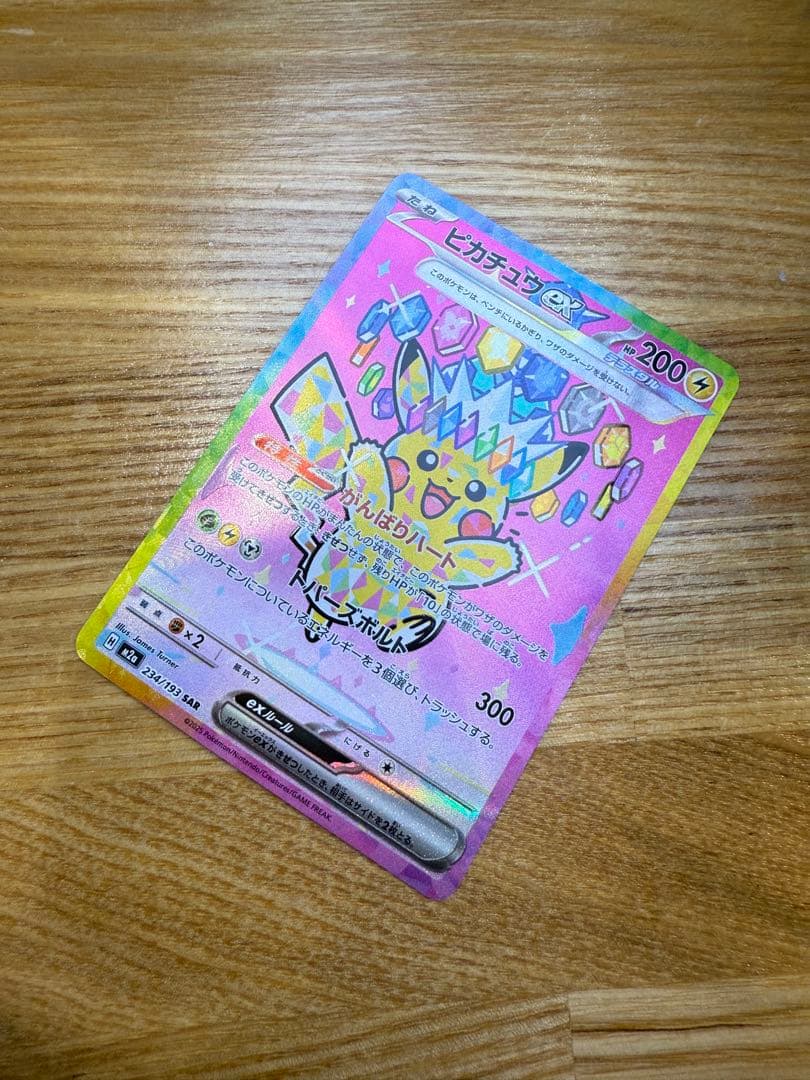 たね
ピカチュウex
HP 200
テラスタル
このポケモンは、ベンチにいるかぎり、ワザのダメージを受けない。
特性 がんばりハート
このポケモンのHPがまんたんの状態で、このポケモンがワザのダメージを
受けてきぜつするとき、きぜつせず、残りHPが「10」の状態で場に残る。
トパーズボルト 300
このポケモンについているエネルギーを3個選び、トラッシュする。
弱点 ×2
抵抗力
にげる
Illus. James Turner
H m2a 234/193 SAR
exルール
ポケモンexがきぜつしたとき、相手はサイドを2枚とる。
©2025 Pokémon/Nintendo/Creatures/GAME FREAK.